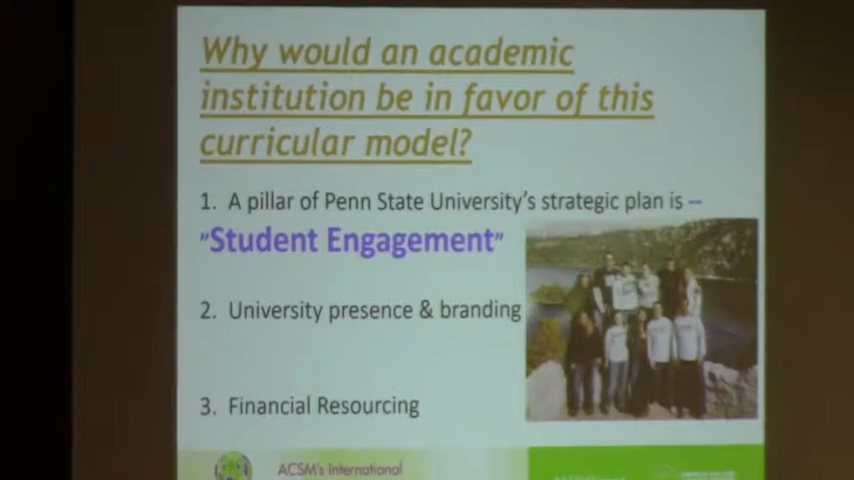 Why would an academic
institution be in favor of this
curricular model?
1. A pillar of Penn State University's strategic plan is –
"Student Engagement"
2. University presence & branding
3. Financial Resourcing
ACSM's International